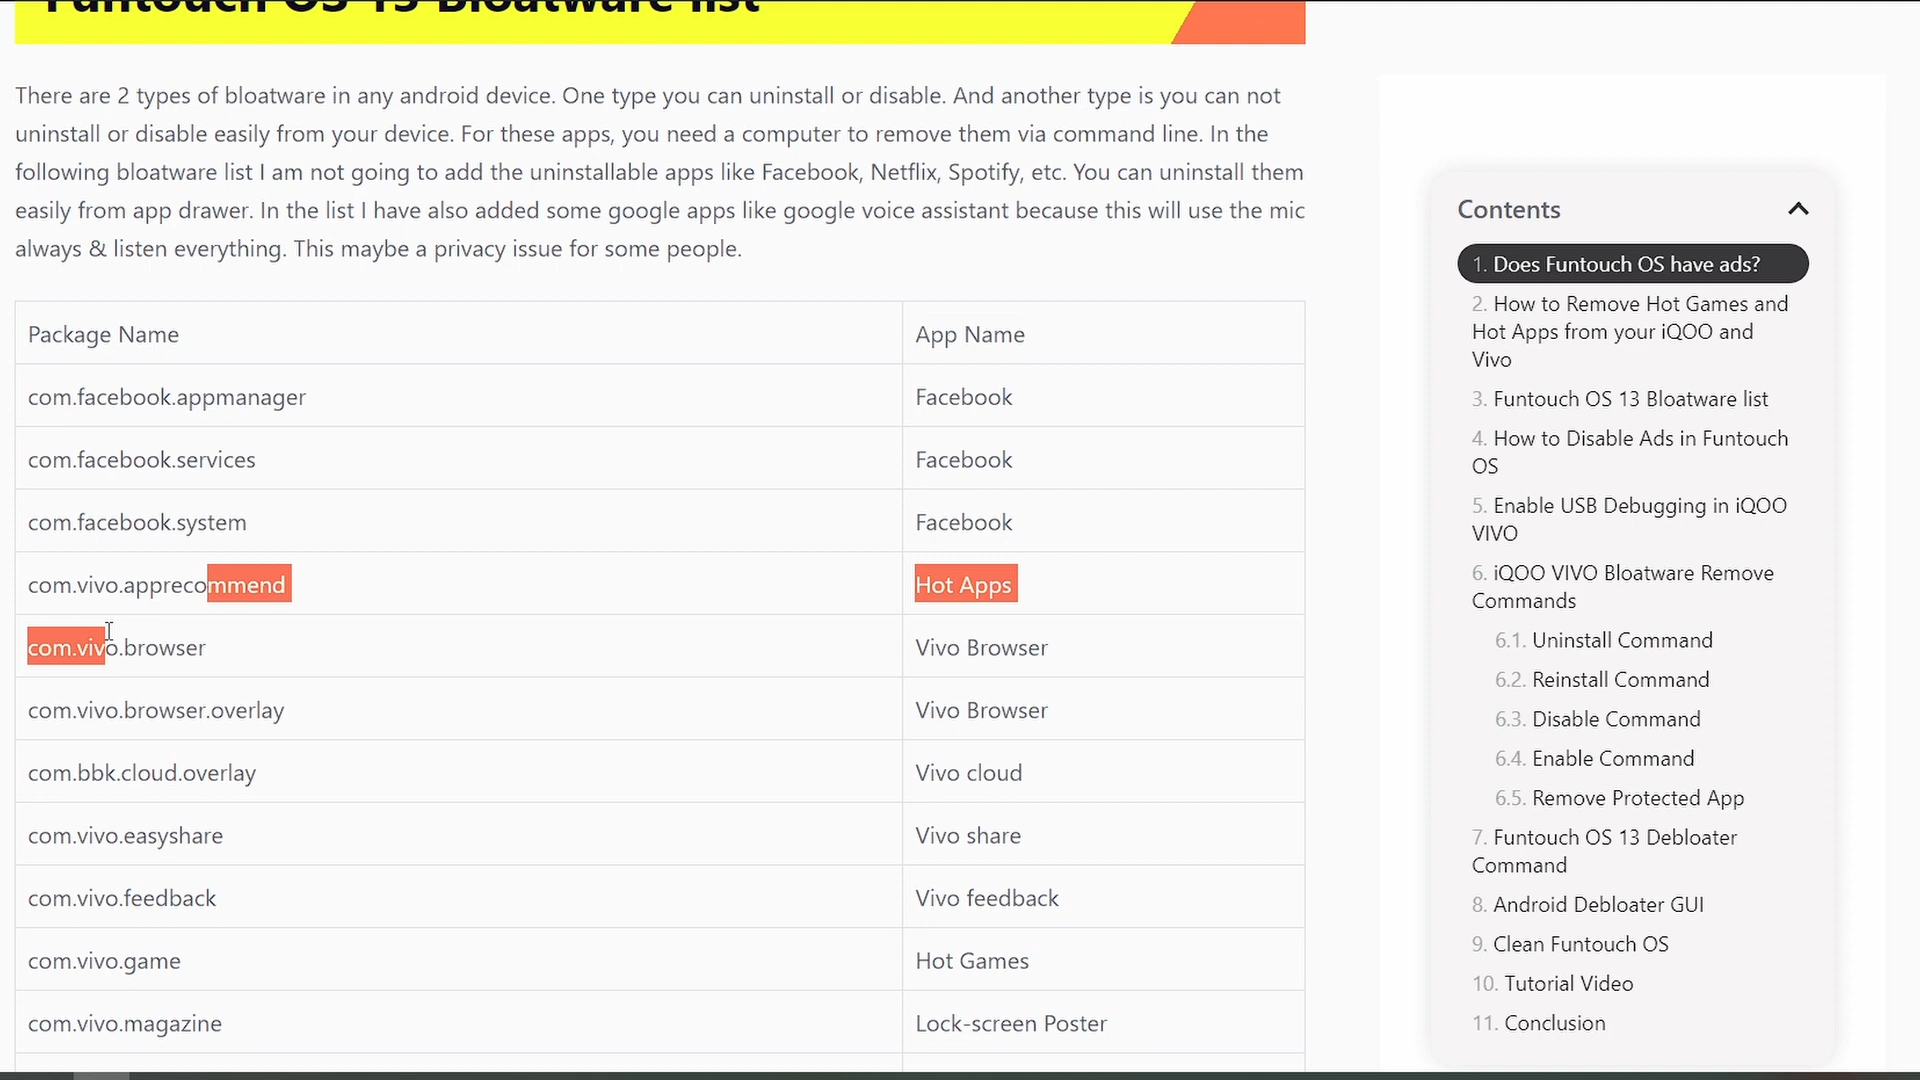 Funtouch OS 13 Bloatware list
There are 2 types of bloatware in any android device. One type you can uninstall or disable. And another type is you can not
uninstall or disable easily from your device. For these apps, you need a computer to remove them via command line. In the
following bloatware list I am not going to add the uninstallable apps like Facebook, Netflix, Spotify, etc. You can uninstall them
easily from app drawer. In the list I have also added some google apps like google voice assistant because this will use the mic
always & listen everything. This maybe a privacy issue for some people.
Package Name App Name
com.facebook.appmanager Facebook
com.facebook.services Facebook
com.facebook.system Facebook
com.vivo.apprecommend Hot Apps
com.vivo.browser Vivo Browser
com.vivo.browser.overlay Vivo Browser
com.bbk.cloud.overlay Vivo cloud
com.vivo.easyshare Vivo share
com.vivo.feedback Vivo feedback
com.vivo.game Hot Games
com.vivo.magazine Lock-screen Poster
Contents
1. Does Funtouch OS have ads?
2. How to Remove Hot Games and
Hot Apps from your iQOO and
Vivo
3. Funtouch OS 13 Bloatware list
4. How to Disable Ads in Funtouch
OS
5. Enable USB Debugging in iQOO
VIVO
6. iQOO VIVO Bloatware Remove
Commands
6.1. Uninstall Command
6.2. Reinstall Command
6.3. Disable Command
6.4. Enable Command
6.5. Remove Protected App
7. Funtouch OS 13 Debloater
Command
8. Android Debloater GUI
9. Clean Funtouch OS
10. Tutorial Video
11. Conclusion